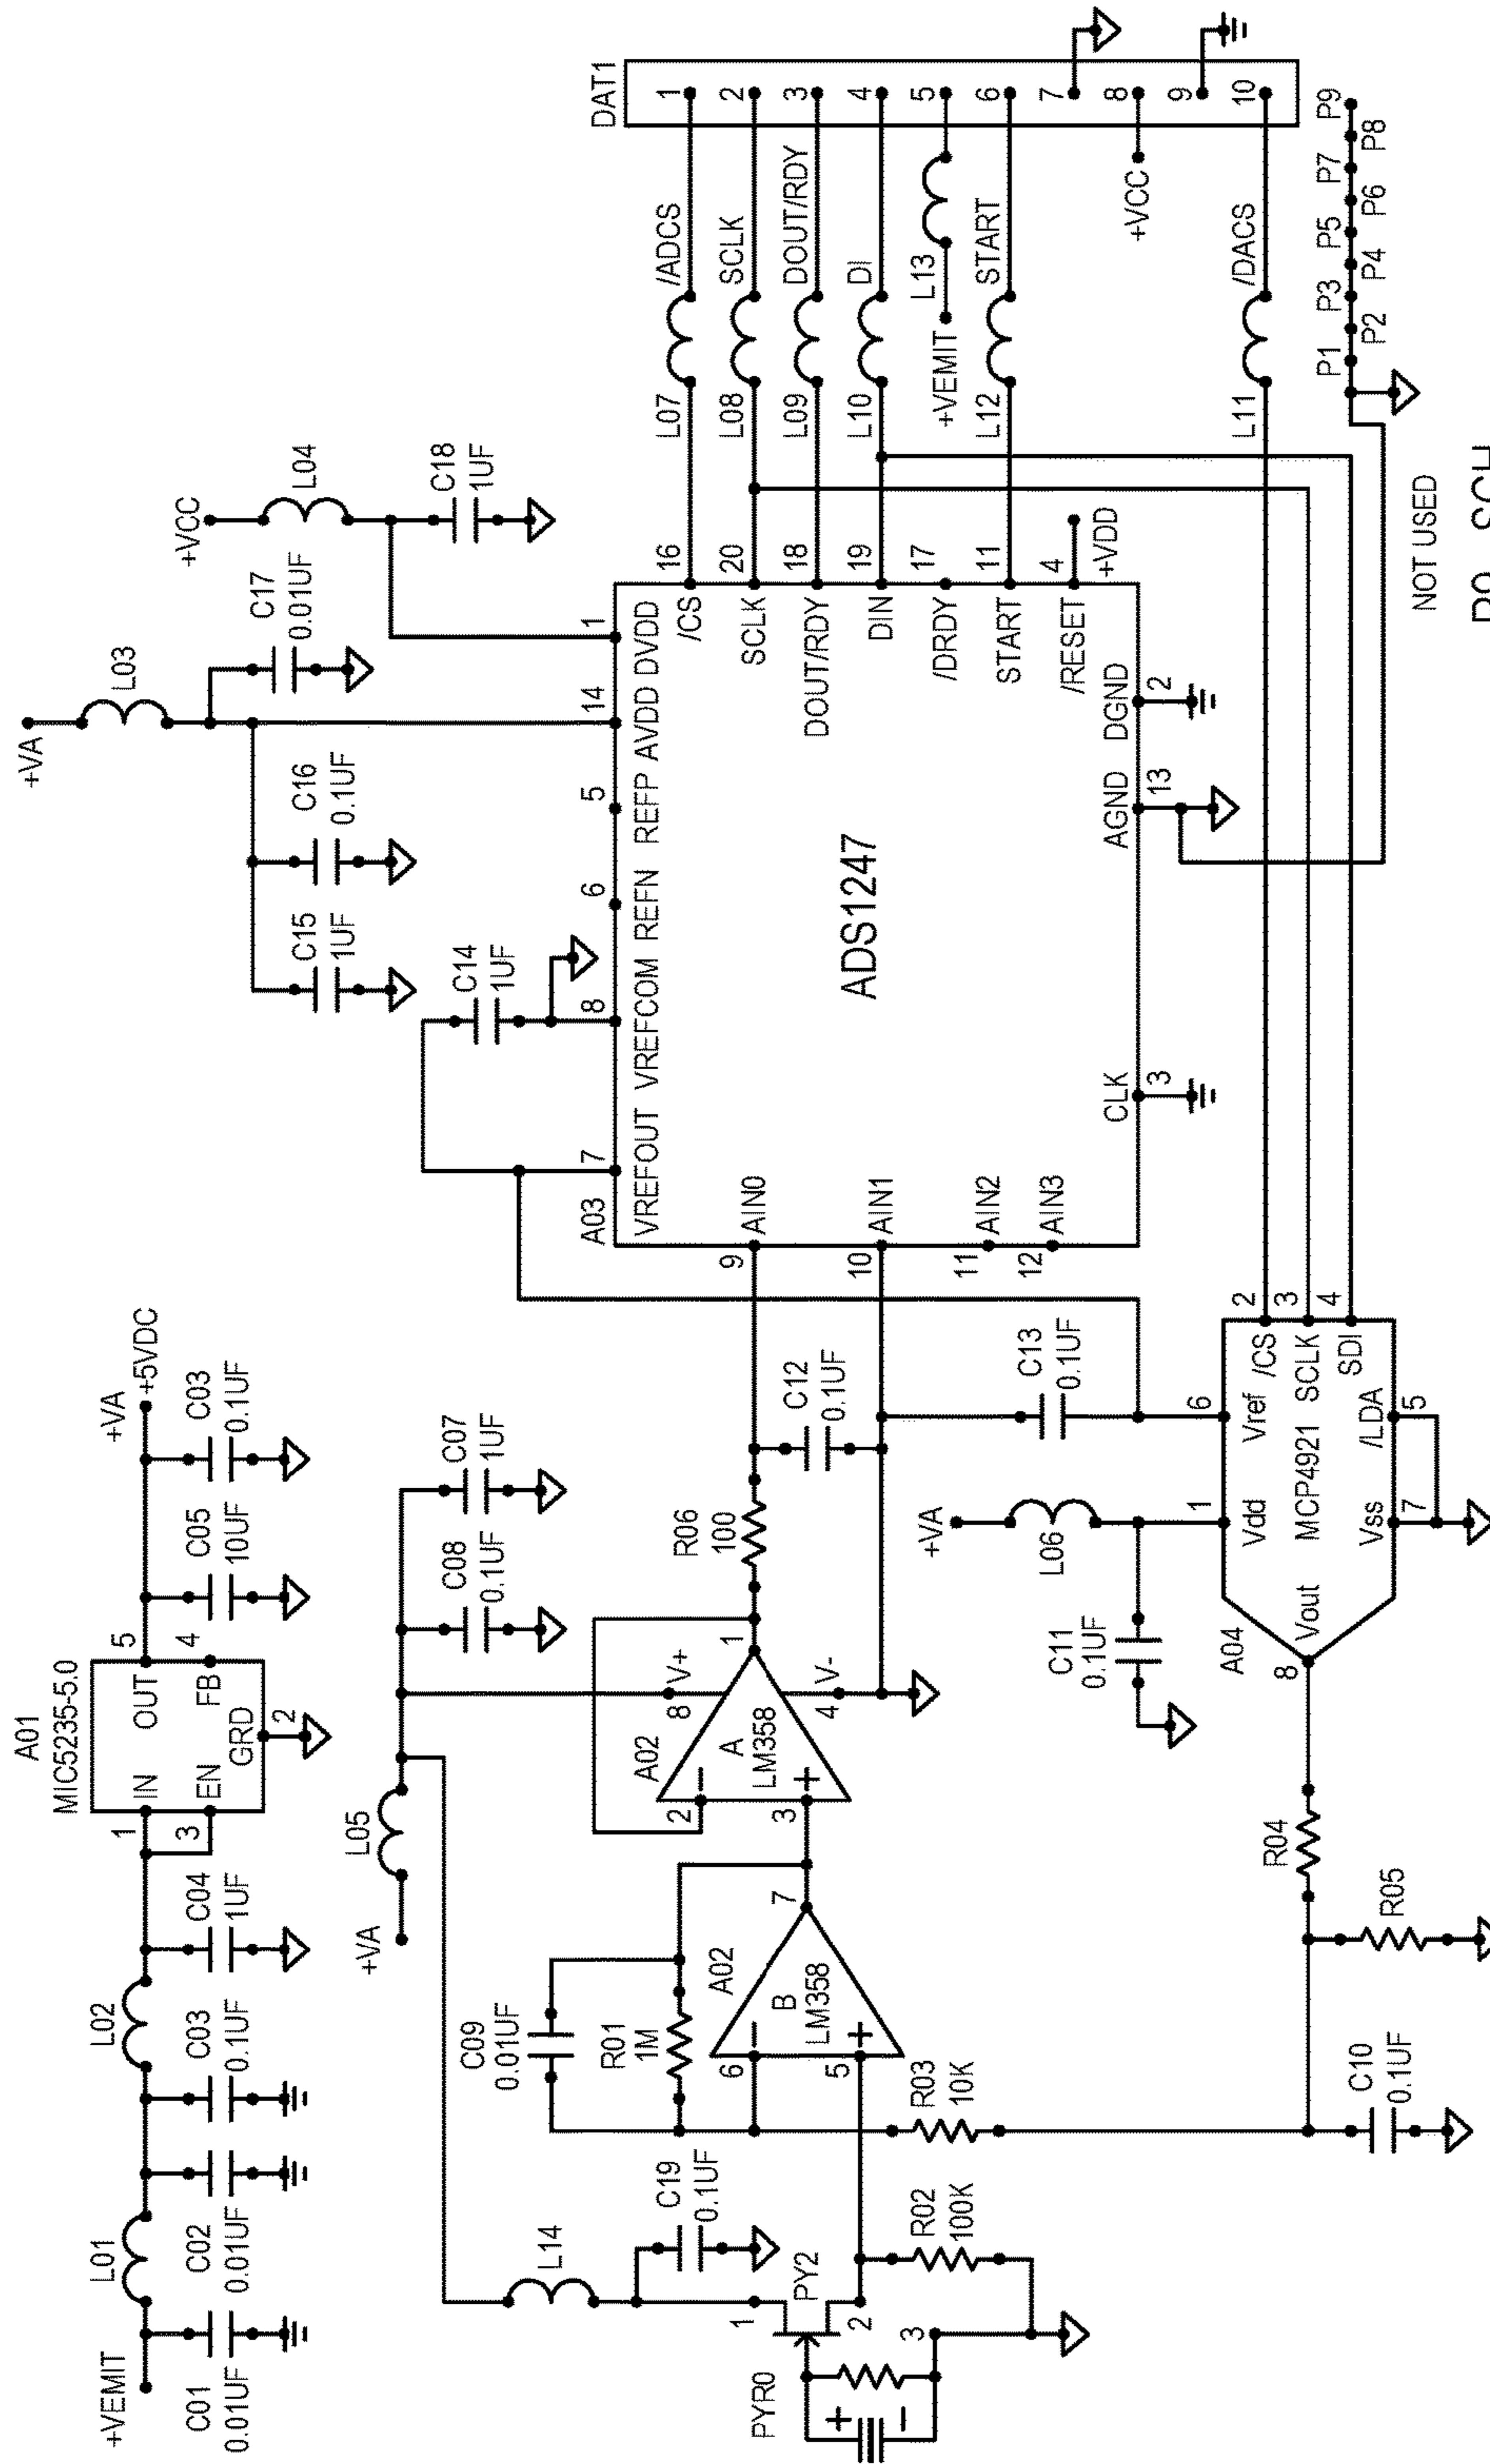 A01
MIC5235-5.0
+VEMIT
L01
L02
1
IN
OUT
5
+VA
+5VDC
3
EN
FB
4
GRD
2
C01
0.01UF
C02
0.01UF
C03
0.1UF
C04
1UF
C05
10UF
C03
0.1UF
+VA
L05
C08
0.1UF
C07
1UF
L14
C19
0.1UF
C09
0.01UF
R01
1M
A02
B
LM358
6
5
7
−
+
A02
A
LM358
2
3
8
V+
4
V-
1
−
+
R06
100
C12
0.1UF
C13
0.1UF
PYR0
PY2
1
2
3
+
−
R02
100K
R03
10K
C10
0.1UF
R05
R04
+VA
L06
C11
0.1UF
A04
8
Vout
Vdd
1
Vref
6
MCP4921
/CS
2
SCLK
3
SDI
4
Vss
7
/LDA
5
+VA
L03
C15
1UF
C16
0.1UF
C17
0.01UF
+VCC
L04
C18
1UF
C14
1UF
A03
7
8
6
5
14
1
VREFOUT
VREFCOM
REFN
REFP
AVDD
DVDD
ADS1247
9
AIN0
10
AIN1
11
AIN2
12
AIN3
CLK
3
AGND
13
DGND
2
/CS
16
SCLK
20
DOUT/RDY
18
DIN
19
/DRDY
17
START
11
/RESET
4
+VDD
L07
/ADCS
L08
SCLK
L09
DOUT/RDY
L10
DI
L13
+VEMIT
L12
START
+VCC
L11
/DACS
DAT1
1
2
3
4
5
6
7
8
9
10
P1
P2
P3
P4
P5
P6
P7
P8
P9
NOT USED